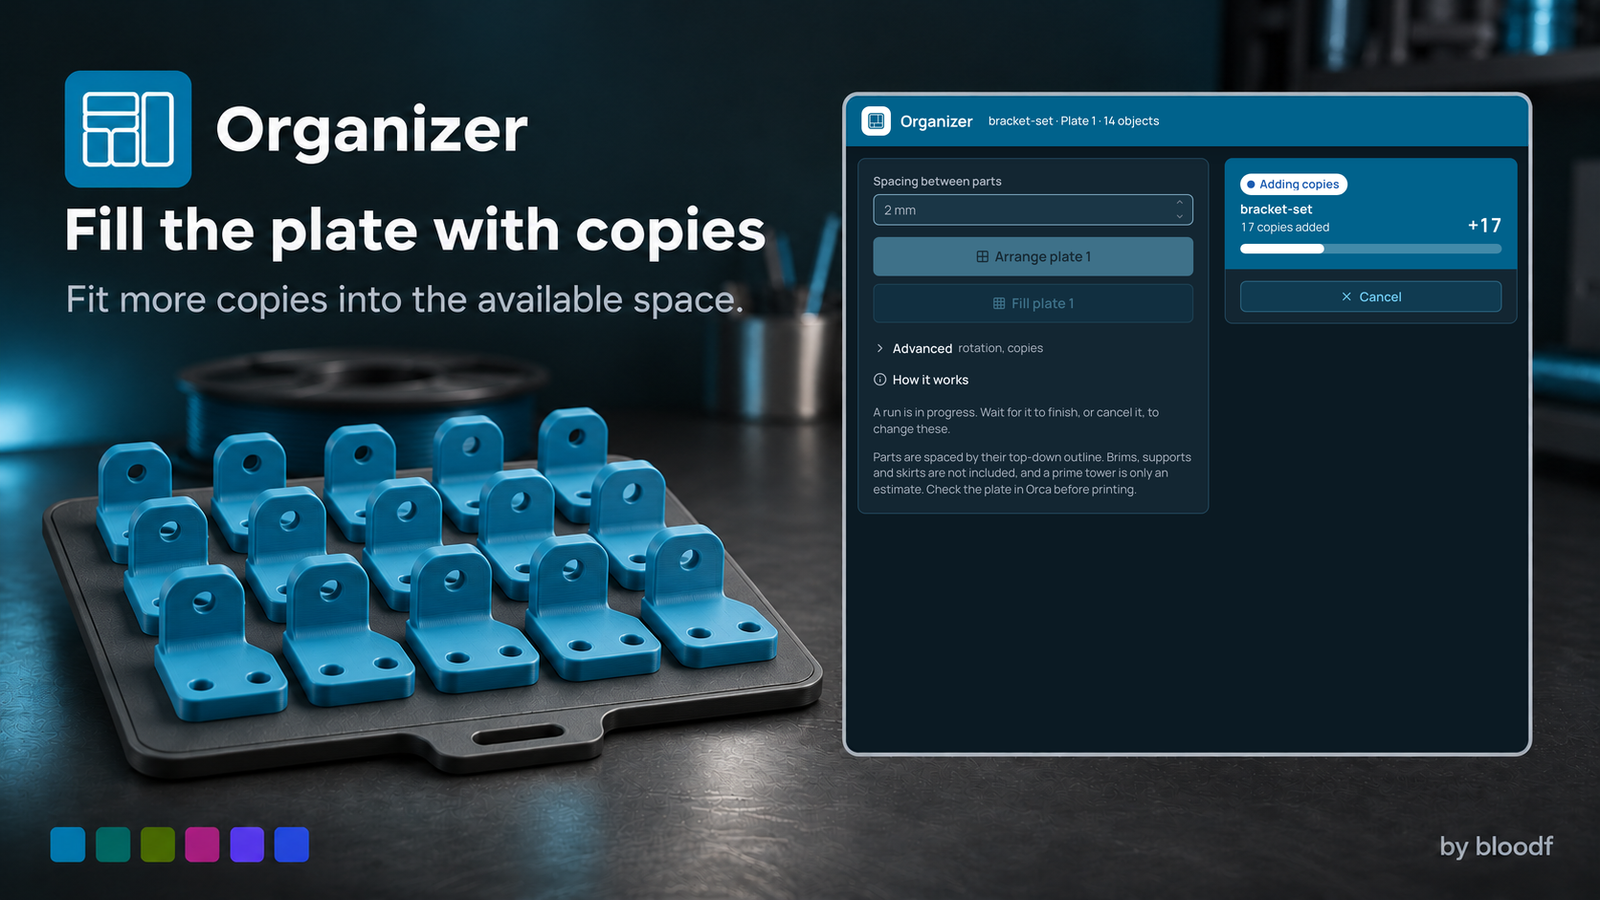 Organizer
Fill the plate with copies
Fit more copies into the available space.
Organizer bracket-set · Plate 1 · 14 objects
Spacing between parts
2 mm
Arrange plate 1
Fill plate 1
Advanced rotation, copies
How it works
A run is in progress. Wait for it to finish, or cancel it, to
change these.
Parts are spaced by their top-down outline. Brims, supports
and skirts are not included, and a prime tower is only an
estimate. Check the plate in Orca before printing.
Adding copies
bracket-set
17 copies added
+17
Cancel
by bloodf